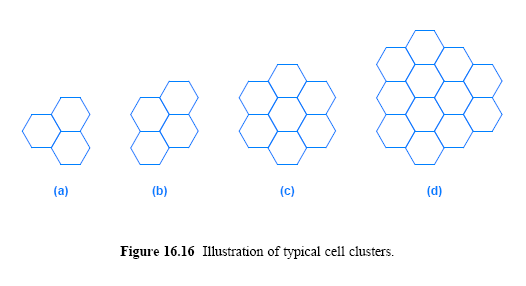 (a) (b) (c) (d)
Figure 16.16 Illustration of typical cell clusters.